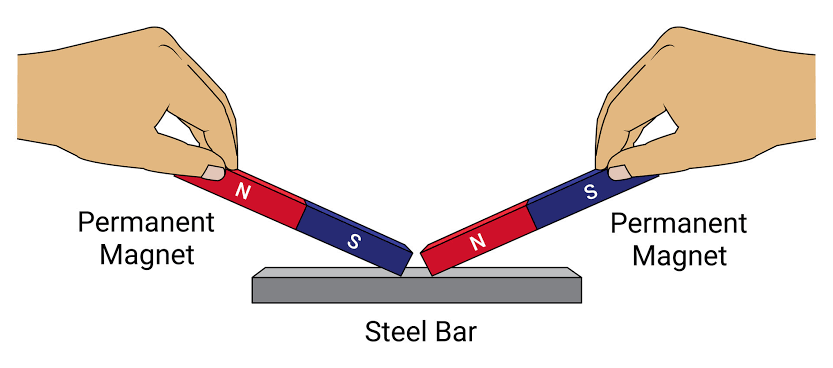 N
S
S
N
Permanent
Magnet
Permanent
Magnet
Steel Bar